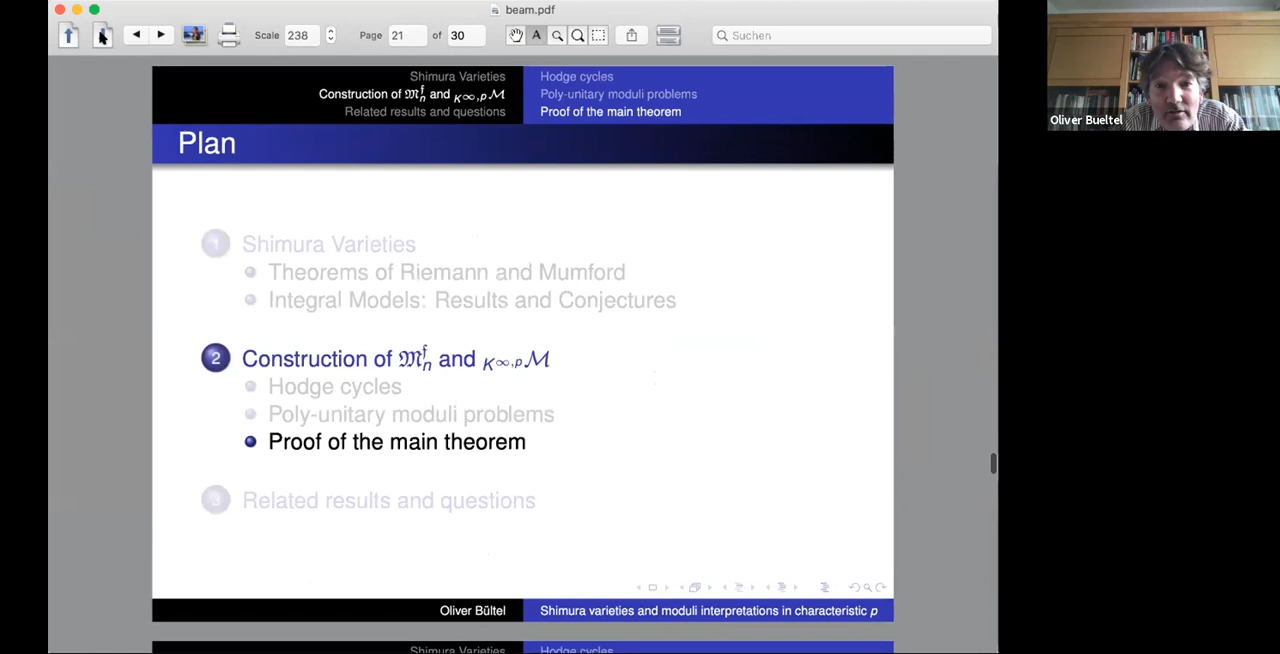 beam.pdf
Scale 238 Page 21 of 30 A Suchen
Oliver Bueltel
Shimura Varieties
Construction of 𝔐ₙᶠ and K∞,p ℳ
Related results and questions
Hodge cycles
Poly-unitary moduli problems
Proof of the main theorem
Plan
1 Shimura Varieties
Theorems of Riemann and Mumford
Integral Models: Results and Conjectures
2 Construction of 𝔐ₙᶠ and K∞,p ℳ
Hodge cycles
Poly-unitary moduli problems
Proof of the main theorem
3 Related results and questions
Oliver Bültel
Shimura varieties and moduli interpretations in characteristic p
Shimura Varieties
Hodge cycles